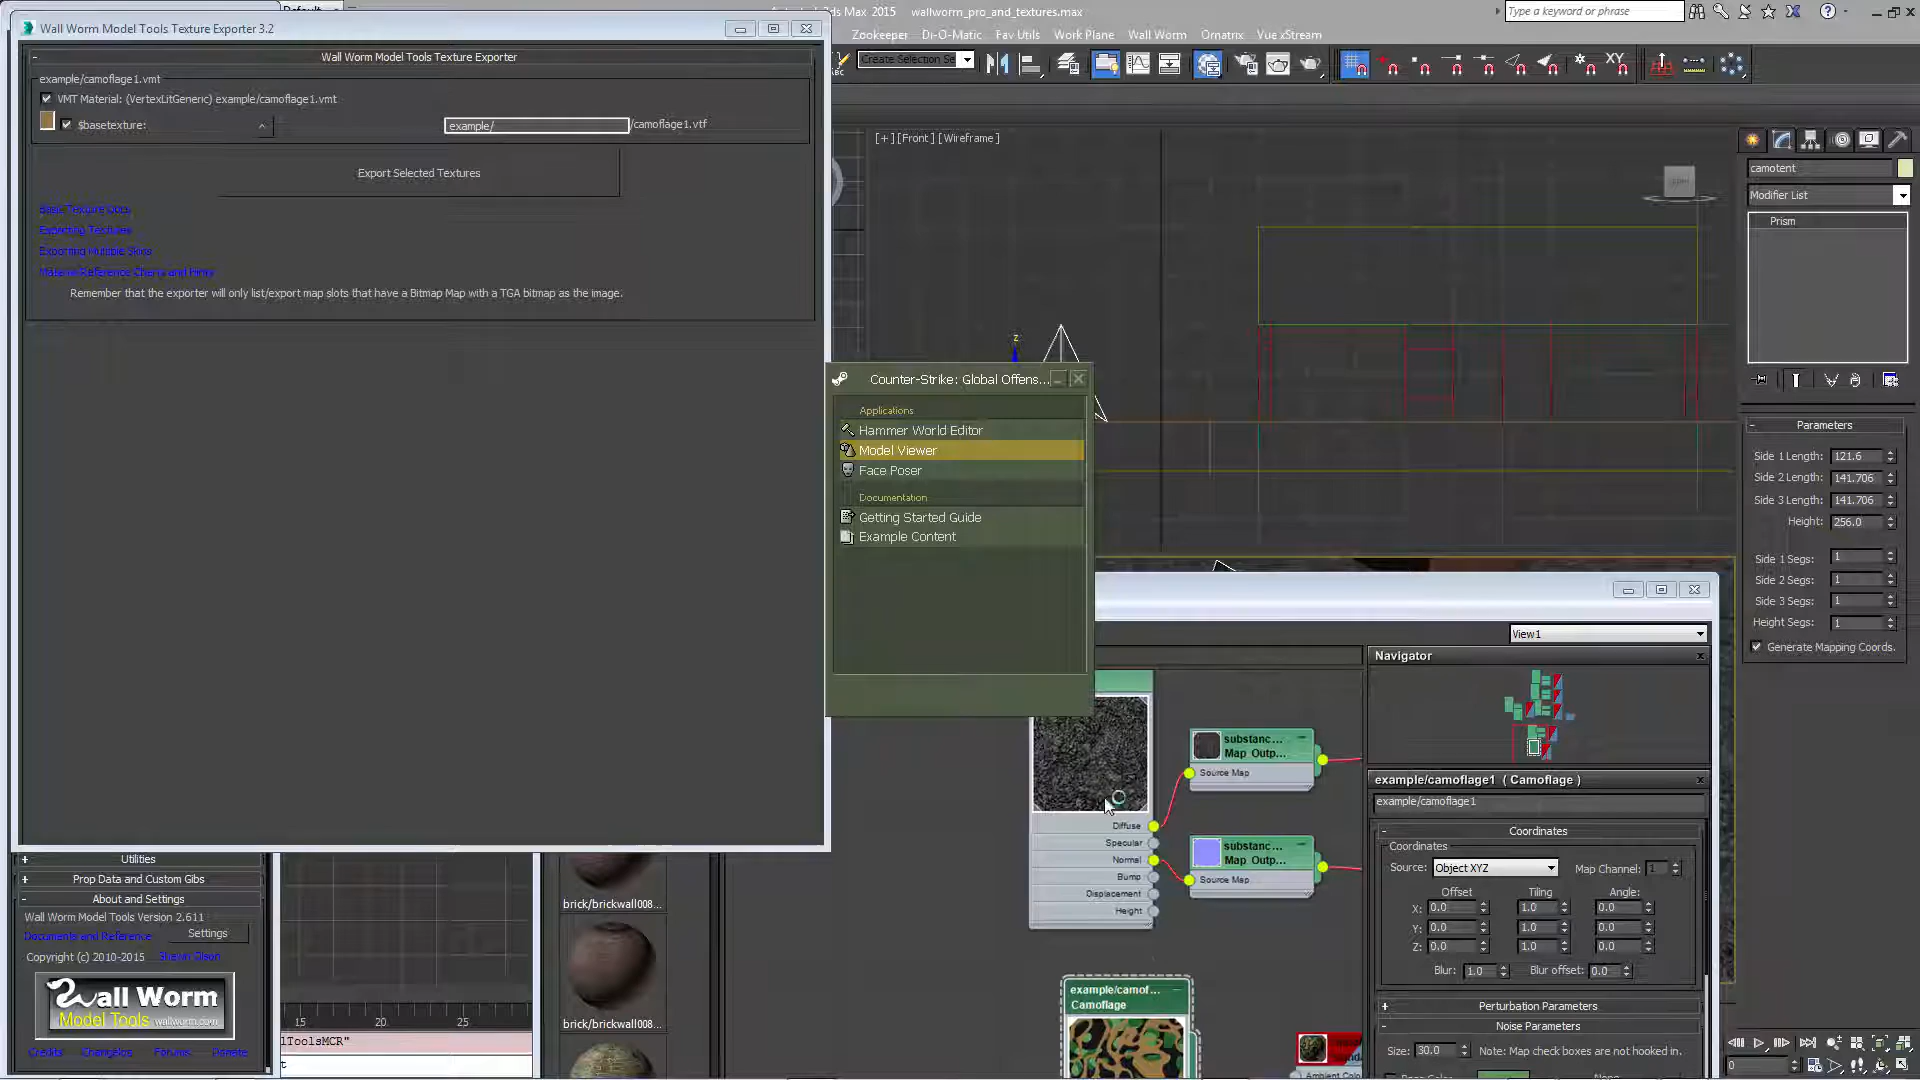 Wall Worm Model Tools Texture Exporter 3.2
Wall Worm Model Tools Texture Exporter
example/camoflage1.vmt
VMT Material: (VertexLitGeneric) example/camoflage1.vmt
$basetexture:
example/
/camoflage1.vtf
Export Selected Textures
Basic Texture Docs
Exporting Textures
Exporting Multiple Skins
Material Reference Charts and Hints
Remember that the exporter will only list/export map slots that have a Bitmap Map with a TGA bitmap as the image.
Default
3ds Max 2015 wallworm_pro_and_textures.max
Type a keyword or phrase
Zookeeper Di-O-Matic Fav Utils Work Plane Wall Worm Ornatrix Vue xStream
Create Selection Se
XY
[+][Front][Wireframe]
z
Counter-Strike: Global Offens...
Applications
Hammer World Editor
Model Viewer
Face Poser
Documentation
Getting Started Guide
Example Content
camotent
Modifier List
Prism
Parameters
Side 1 Length: 121.6
Side 2 Length: 141.706
Side 3 Length: 141.706
Height: 256.0
Side 1 Segs: 1
Side 2 Segs: 1
Side 3 Segs: 1
Height Segs: 1
Generate Mapping Coords.
View1
Navigator
substanc...
Map Outp...
Source Map
Diffuse
Specular
Normal
Bump
Displacement
Height
substanc...
Map Outp...
Source Map
example/camof...
Camoflage
Ambient Color
example/camoflage1 ( Camoflage )
example/camoflage1
Coordinates
Coordinates
Source: Object XYZ Map Channel: 1
Offset Tiling Angle:
X: 0.0 1.0 0.0
Y: 0.0 1.0 0.0
Z: 0.0 1.0 0.0
Blur: 1.0 Blur offset: 0.0
Perturbation Parameters
Noise Parameters
Size: 30.0 Note: Map check boxes are not hooked in.
0
Utilities
Prop Data and Custom Gibs
About and Settings
Wall Worm Model Tools Version 2.611
Documents and Reference
Settings
Copyright (c) 2010-2015 Shawn Olson
Wall Worm
Model Tools wallworm.com
Credits Changelog Forums Donate
15 20 25
lToolsMCR"
t
brick/brickwall008...
brick/brickwall008...